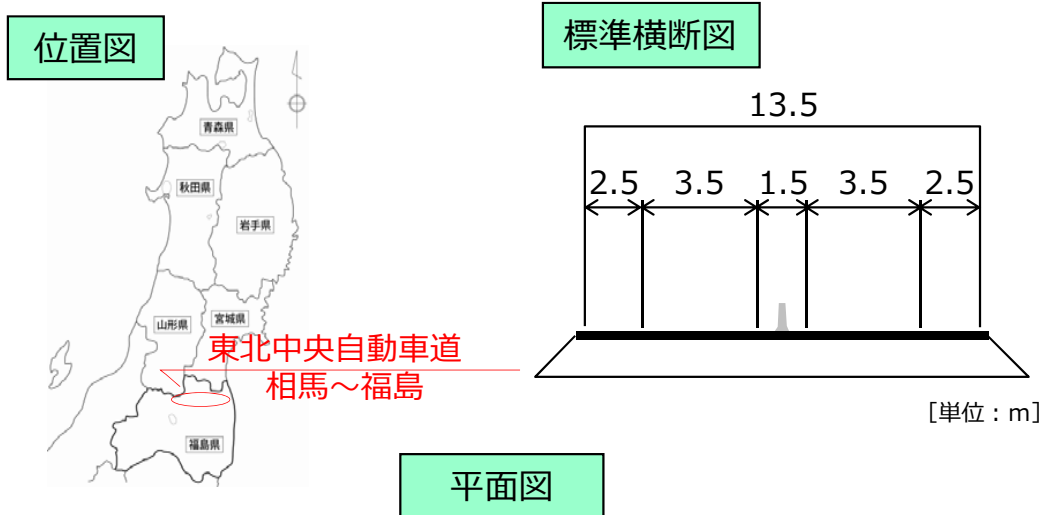 位置図
標準横断図
青森県
秋田県
岩手県
山形県
宮城県
東北中央自動車道
相馬～福島
福島県
13.5
2.5 3.5 1.5 3.5 2.5
[単位：m]
平面図